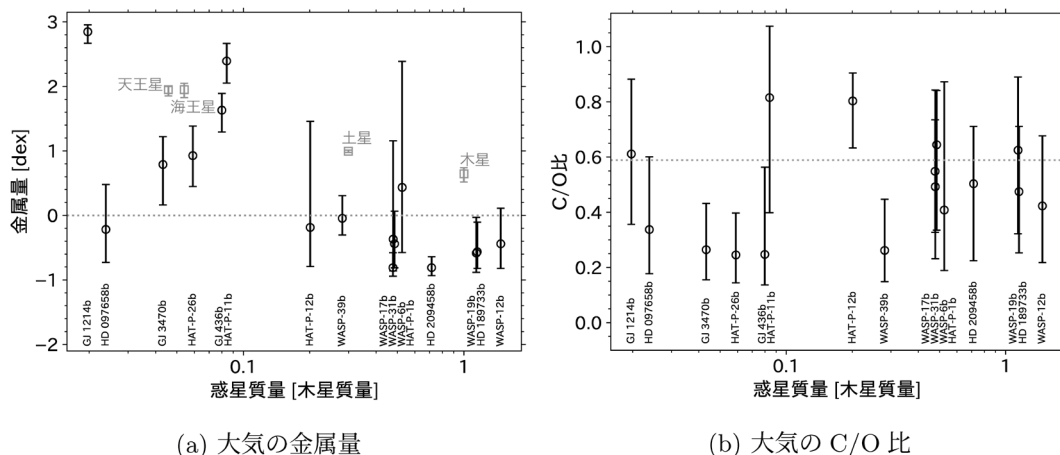 3
2
1
0
−1
−2
金属量 [dex]
天王星
海王星
土星
木星
GJ 1214b
HD 097658b
GJ 3470b
HAT-P-26b
GJ 436b
HAT-P-11b
HAT-P-12b
WASP-39b
WASP-17b
WASP-31b
WASP-6b
HAT-P-1b
HD 209458b
WASP-19b
HD 189733b
WASP-12b
0.1
1
惑星質量 [木星質量]
(a) 大気の金属量
1.0
0.8
0.6
0.4
0.2
0.0
C/O比
GJ 1214b
HD 097658b
GJ 3470b
HAT-P-26b
GJ 436b
HAT-P-11b
HAT-P-12b
WASP-39b
WASP-17b
WASP-31b
WASP-6b
HAT-P-1b
HD 209458b
WASP-19b
HD 189733b
WASP-12b
0.1
1
惑星質量 [木星質量]
(b) 大気の C/O 比